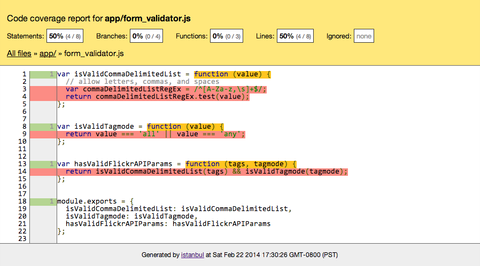 Code coverage report for app/form_validator.js
Statements: 50% (4 / 8) Branches: 0% (0 / 4) Functions: 0% (0 / 3) Lines: 50% (4 / 8) Ignored: none
All files » app/ » form_validator.js
1 1 var isValidCommaDelimitedList = function (value) {
2 // allow letters, commas, and spaces
3 var commaDelimitedListRegEx = /^[A-Za-z,\s]+$/;
4 return commaDelimitedListRegEx.test(value);
5 };
6
7
8 1 var isValidTagmode = function (value) {
9 return value === 'all' || value === 'any';
10 };
11
12
13 1 var hasValidFlickrAPIParams = function (tags, tagmode) {
14 return isValidCommaDelimitedList(tags) && isValidTagmode(tagmode);
15 };
16
17
18 1 module.exports = {
19 isValidCommaDelimitedList: isValidCommaDelimitedList,
20 isValidTagmode: isValidTagmode,
21 hasValidFlickrAPIParams: hasValidFlickrAPIParams
22 };
23
Generated by istanbul at Sat Feb 22 2014 17:30:26 GMT-0800 (PST)